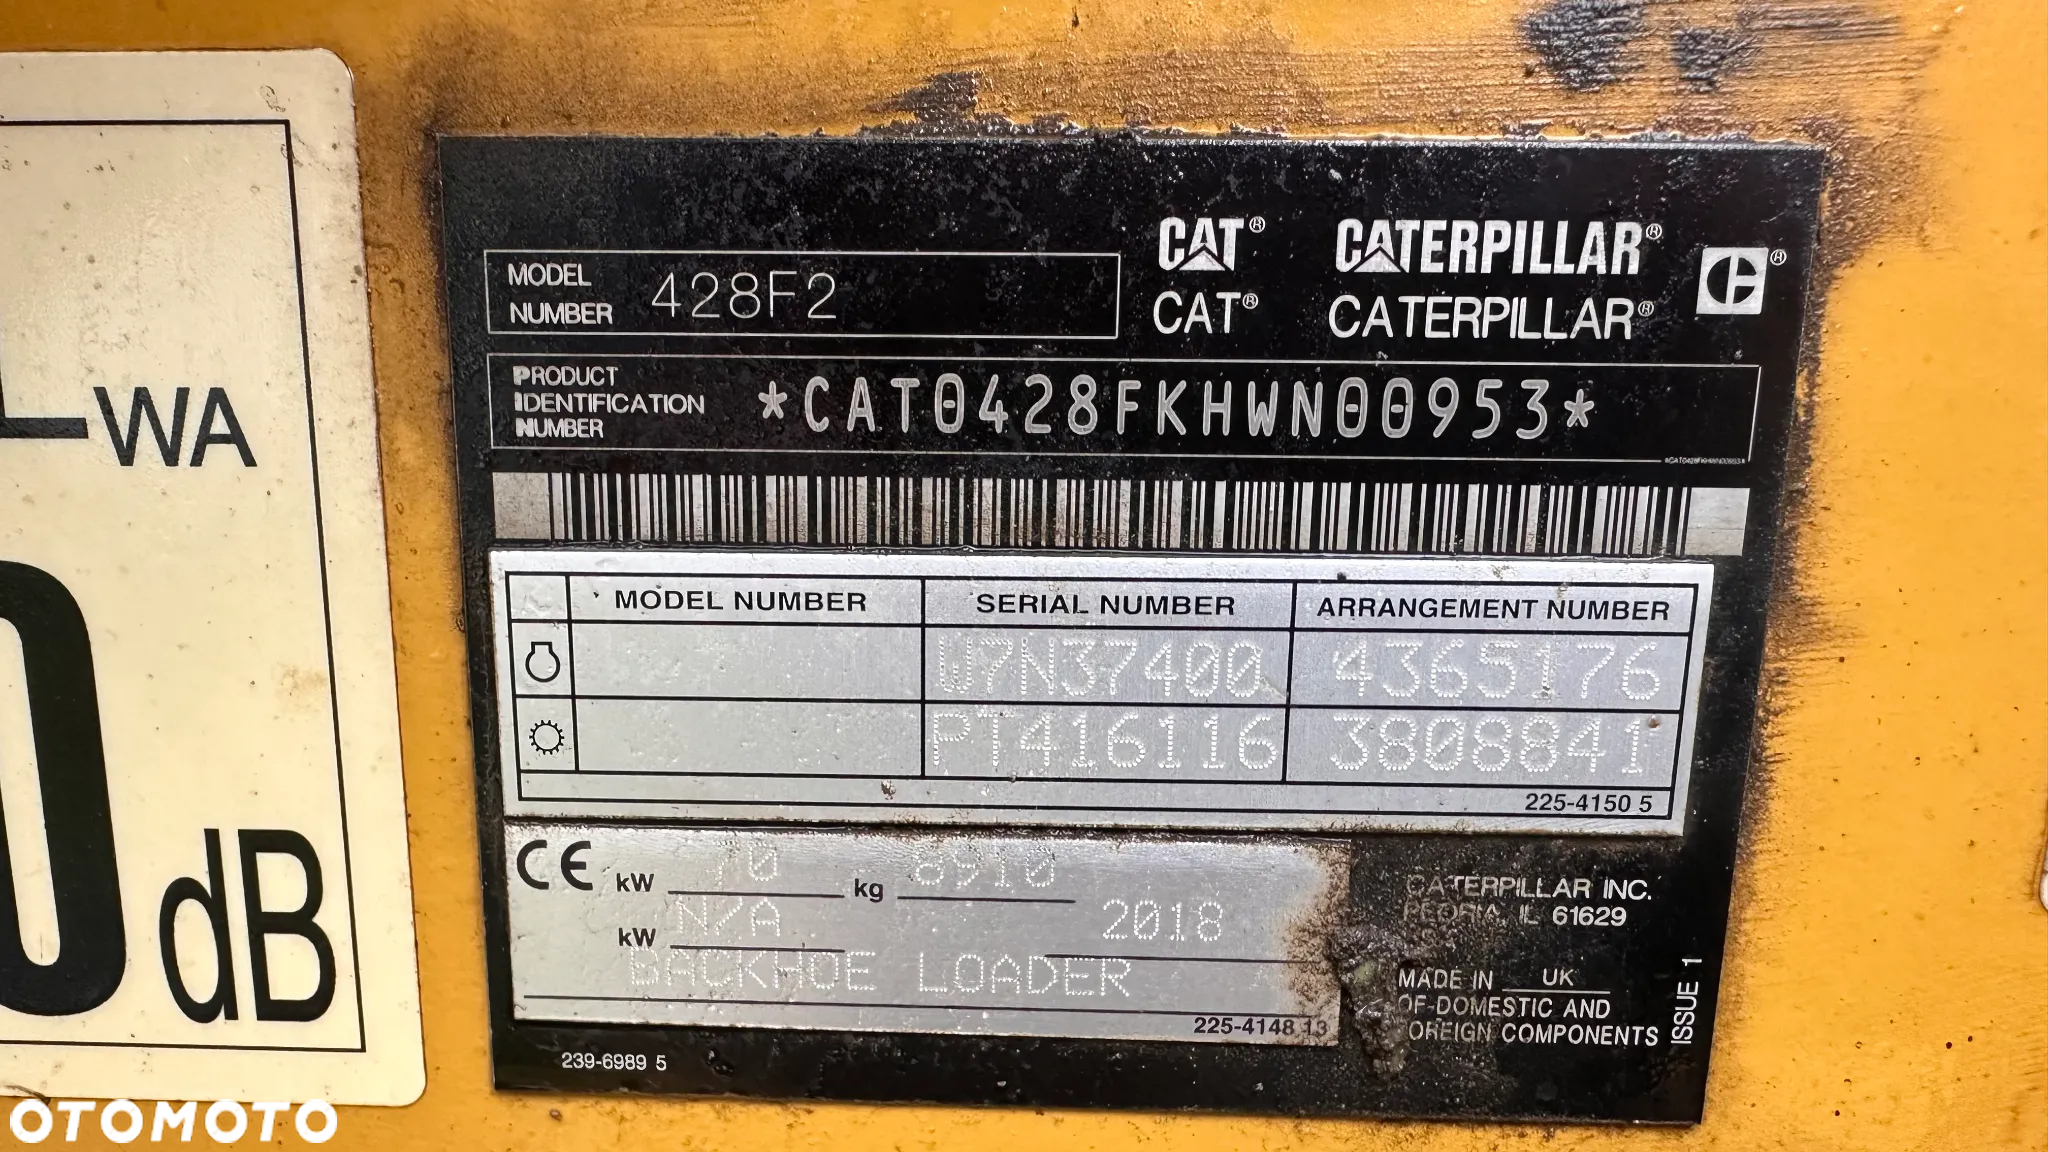 WA
0
dB
CAT® CATERPILLAR®
CAT® CATERPILLAR®
MODEL NUMBER 428F2
PRODUCT IDENTIFICATION NUMBER *CAT0428FKHWN00953*
MODEL NUMBER SERIAL NUMBER ARRANGEMENT NUMBER
W7N37400 4365176
PT416116 3808841
225-4150 5
CE kW 70 kg 6910
kW N/A 2018
BACKHOE LOADER
225-4148 13
239-6989 5
CATERPILLAR INC.
PEORIA, IL 61629
MADE IN UK
OF DOMESTIC AND
FOREIGN COMPONENTS
ISSUE 1
OTOMOTO